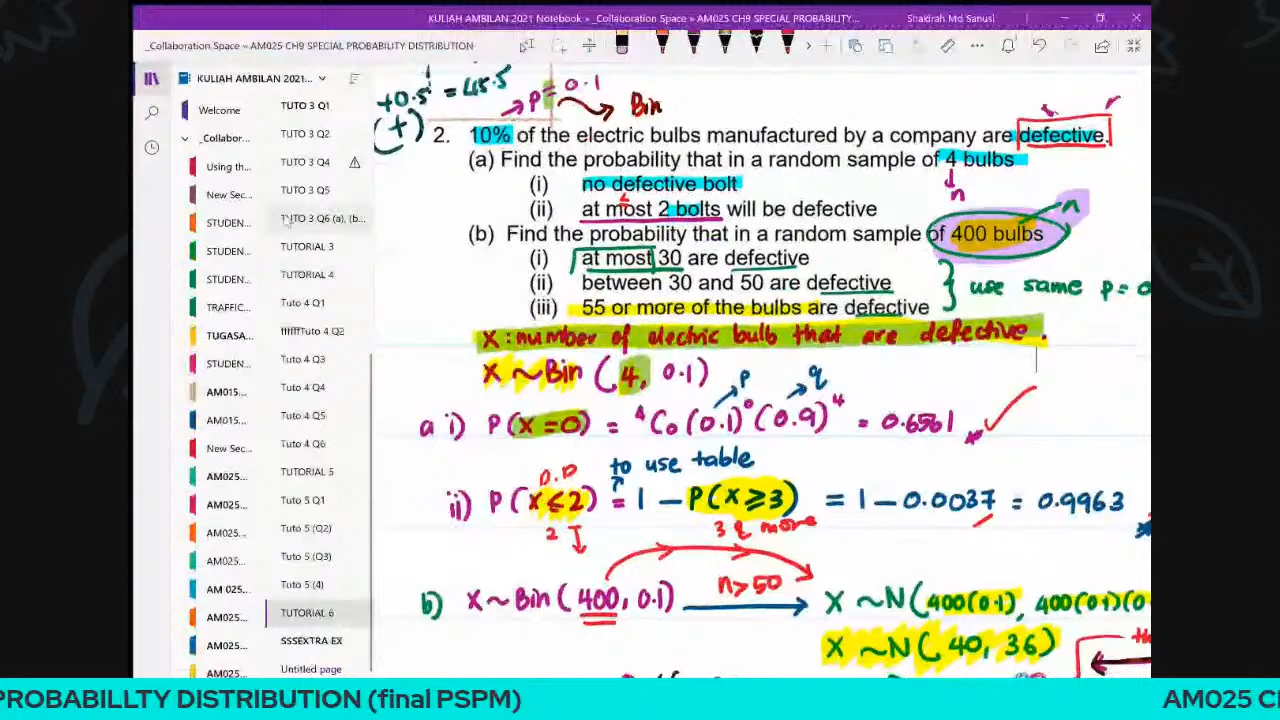 KULIAH AMBILAN 2021 Notebook » _Collaboration Space » AM025 CH9 SPECIAL PROBABILITY... Shaidrah Md Sanusi
_Collaboration Space » AM025 CH9 SPECIAL PROBABILITY DISTRIBUTION
KULIAH AMBILAN 2021...
Welcome
_Collabor...
Using th...
New Sec...
STUDEN...
STUDEN...
STUDEN...
TRAFFIC...
TUGASA...
STUDEN...
AM015...
AM015...
New Sec...
AM025...
AM025...
AM025...
AM025...
AM 025...
AM025...
AM025...
AM025...
TUTO 3 Q1
TUTO 3 Q2
TUTO 3 Q4
TUTO 3 Q5
TUTO 3 Q6 (a), (b...
TUTORIAL 3
TUTORIAL 4
Tuto 4 Q1
ffffffTuto 4 Q2
Tuto 4 Q3
Tuto 4 Q4
Tuto 4 Q5
Tuto 4 Q6
TUTORIAL 5
Tuto 5 Q1
Tuto 5 (Q2)
Tuto 5 (Q3)
Tuto 5 (4)
TUTORIAL 6
SSSEXTRA EX
Untitled page
+0.5 = 45.5
(+)
→ p = 0.1 → Bin
2. 10% of the electric bulbs manufactured by a company are defective.
(a) Find the probability that in a random sample of 4 bulbs
n
(i) no defective bolt
(ii) at most 2 bolts will be defective
(b) Find the probability that in a random sample of 400 bulbs
n
(i) at most 30 are defective
(ii) between 30 and 50 are defective
(iii) 55 or more of the bulbs are defective
} use same p = 0
X : number of electric bulb that are defective.
X ~ Bin (4, 0.1)
p q
a i) P(X = 0) = ⁴C₀ (0.1)⁰ (0.9)⁴ = 0.6561
to use table
ii) P(X ≤ 2) = 1 − P(X ≥ 3) = 1 − 0.0037 = 0.9963
2 ↓ 3 & more
b) X ~ Bin (400, 0.1) n > 50 → X ~ N(400(0.1), 400(0.1)(0
X ~ N(40, 36)
PROBABILLTY DISTRIBUTION (final PSPM)
AM025 C